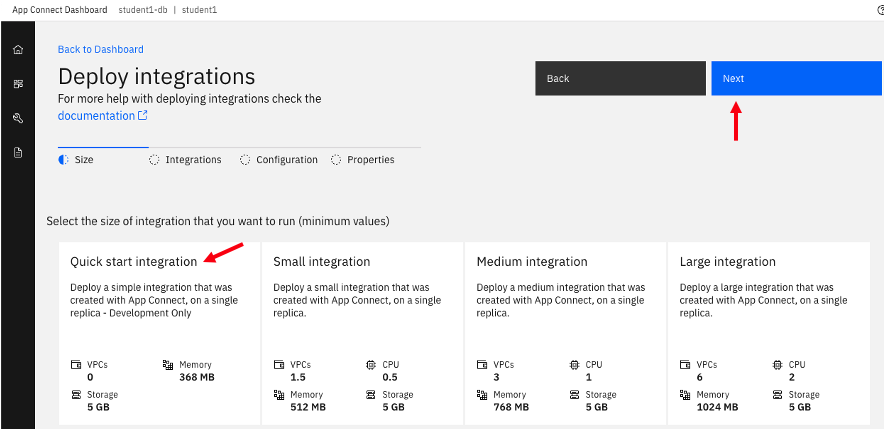 App Connect Dashboard student1-db | student1
Back to Dashboard
Deploy integrations
For more help with deploying integrations check the
documentation
Back
Next
Size
Integrations
Configuration
Properties
Select the size of integration that you want to run (minimum values)
Quick start integration
Deploy a simple integration that was
created with App Connect, on a single
replica - Development Only
VPCs
0
Memory
368 MB
Storage
5 GB
Small integration
Deploy a small integration that was
created with App Connect, on a single
replica.
VPCs
1.5
CPU
0.5
Memory
512 MB
Storage
5 GB
Medium integration
Deploy a medium integration that was
created with App Connect, on a single
replica.
VPCs
3
CPU
1
Memory
768 MB
Storage
5 GB
Large integration
Deploy a large integration that was
created with App Connect, on a single
replica.
VPCs
6
CPU
2
Memory
1024 MB
Storage
5 GB